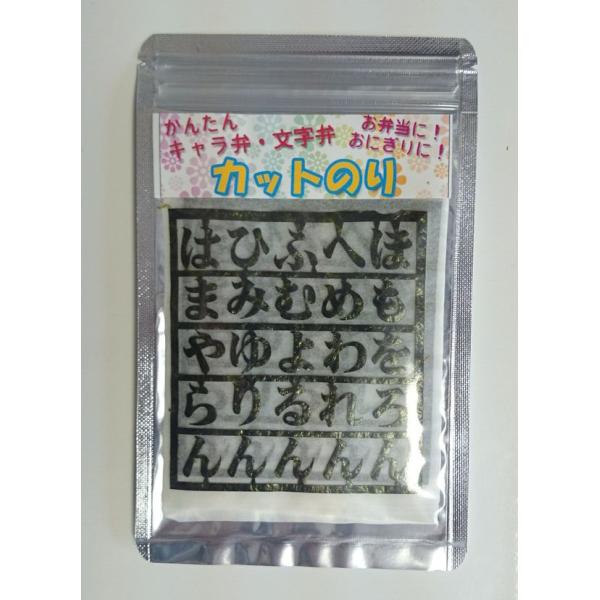 かんたん
キャラ弁・文字弁
お弁当に!
おにぎりに!
カットのり
はひふへほ
まみむめも
やゆよわを
らりるれろ
んんんんん